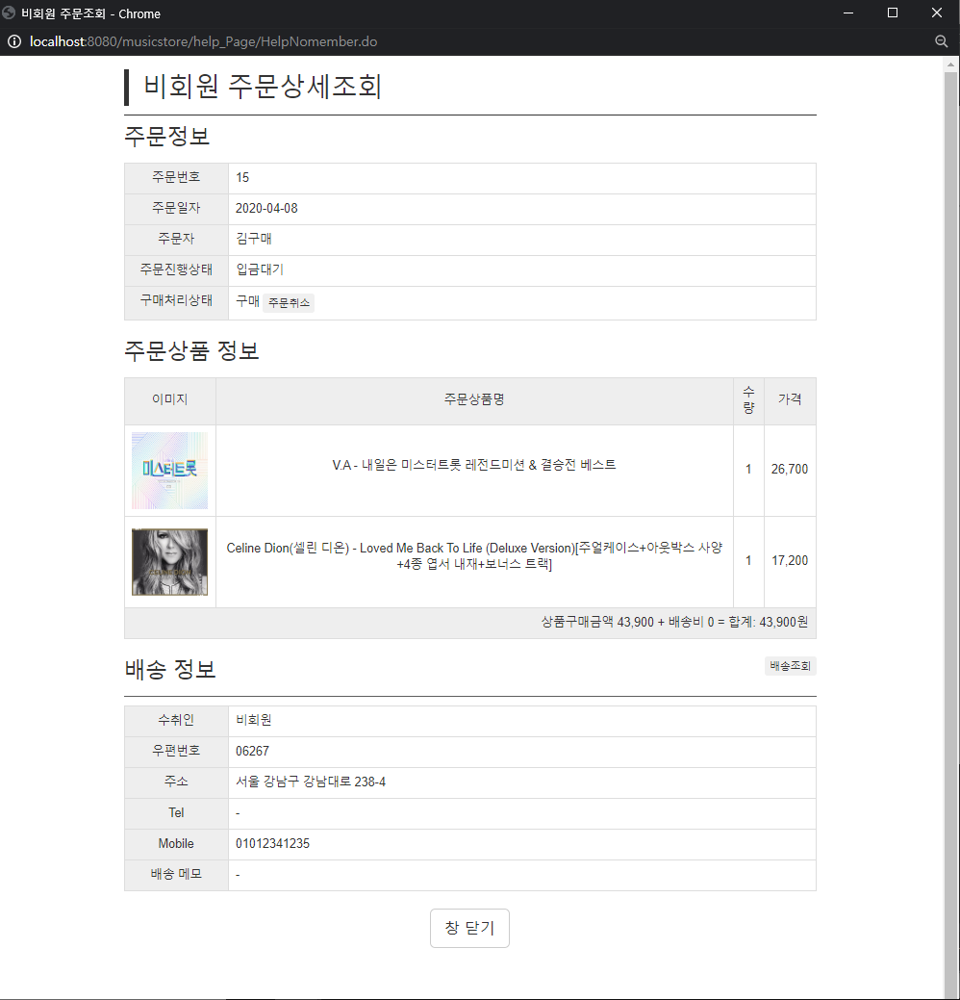 비회원 주문조회 - Chrome
localhost:8080/musicstore/help_Page/HelpNomember.do
비회원 주문상세조회
주문정보
주문번호 15
주문일자 2020-04-08
주문자 김구매
주문진행상태 입금대기
구매처리상태 구매 주문취소
주문상품 정보
이미지 주문상품명 수량 가격
미스터트롯
V.A - 내일은 미스터트롯 레전드미션 & 결승전 베스트 1 26,700
Celine Dion(셀린 디온) - Loved Me Back To Life (Deluxe Version)[주얼케이스+아웃박스 사양
+4종 엽서 내재+보너스 트랙] 1 17,200
상품구매금액 43,900 + 배송비 0 = 합계: 43,900원
배송 정보 배송조회
수취인 비회원
우편번호 06267
주소 서울 강남구 강남대로 238-4
Tel -
Mobile 01012341235
배송 메모 -
창 닫기